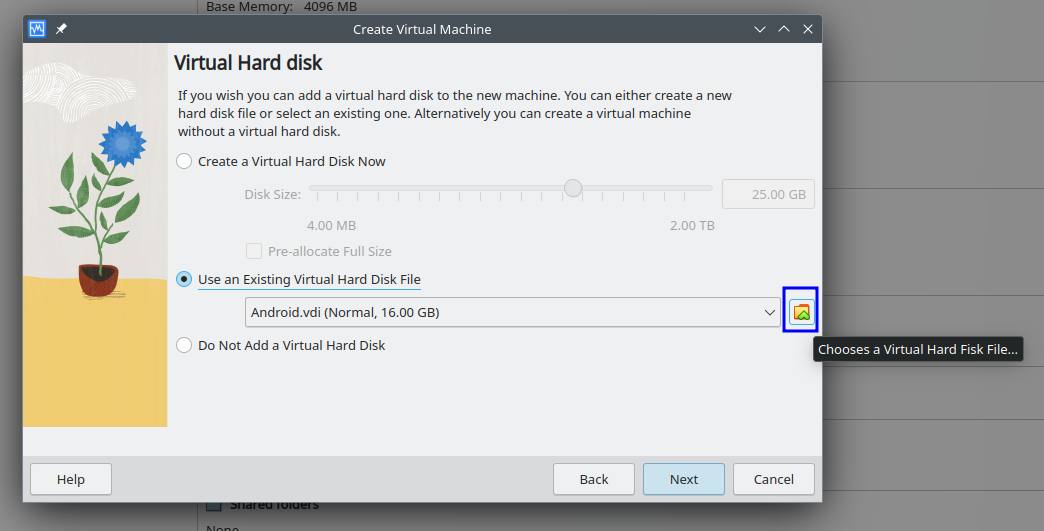 Base Memory: 4096 MB
Create Virtual Machine
Virtual Hard disk
If you wish you can add a virtual hard disk to the new machine. You can either create a new
hard disk file or select an existing one. Alternatively you can create a virtual machine
without a virtual hard disk.
Create a Virtual Hard Disk Now
Disk Size: 25.00 GB
4.00 MB 2.00 TB
Pre-allocate Full Size
Use an Existing Virtual Hard Disk File
Android.vdi (Normal, 16.00 GB)
Do Not Add a Virtual Hard Disk
Chooses a Virtual Hard Fisk File...
Help Back Next Cancel
Shared folders
None